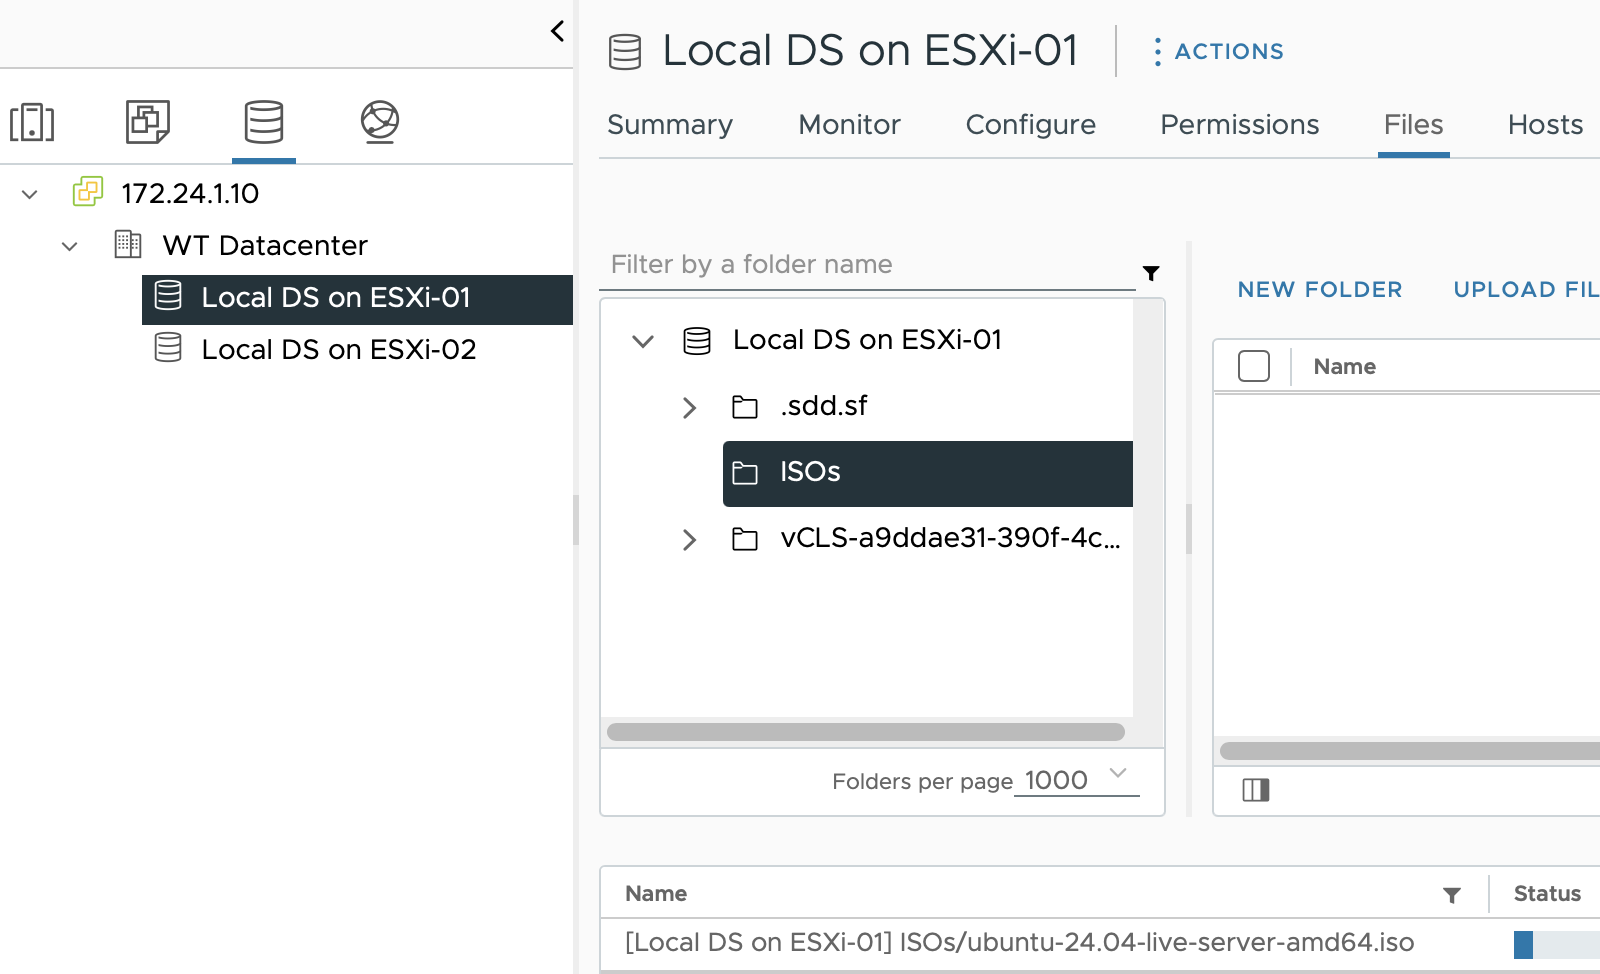 172.24.1.10
WT Datacenter
Local DS on ESXi-01
Local DS on ESXi-02
Local DS on ESXi-01
ACTIONS
Summary Monitor Configure Permissions Files Hosts
Filter by a folder name
Local DS on ESXi-01
.sdd.sf
ISOs
vCLS-a9ddae31-390f-4c...
Folders per page 1000
NEW FOLDER UPLOAD FIL
Name
Name Status
[Local DS on ESXi-01] ISOs/ubuntu-24.04-live-server-amd64.iso